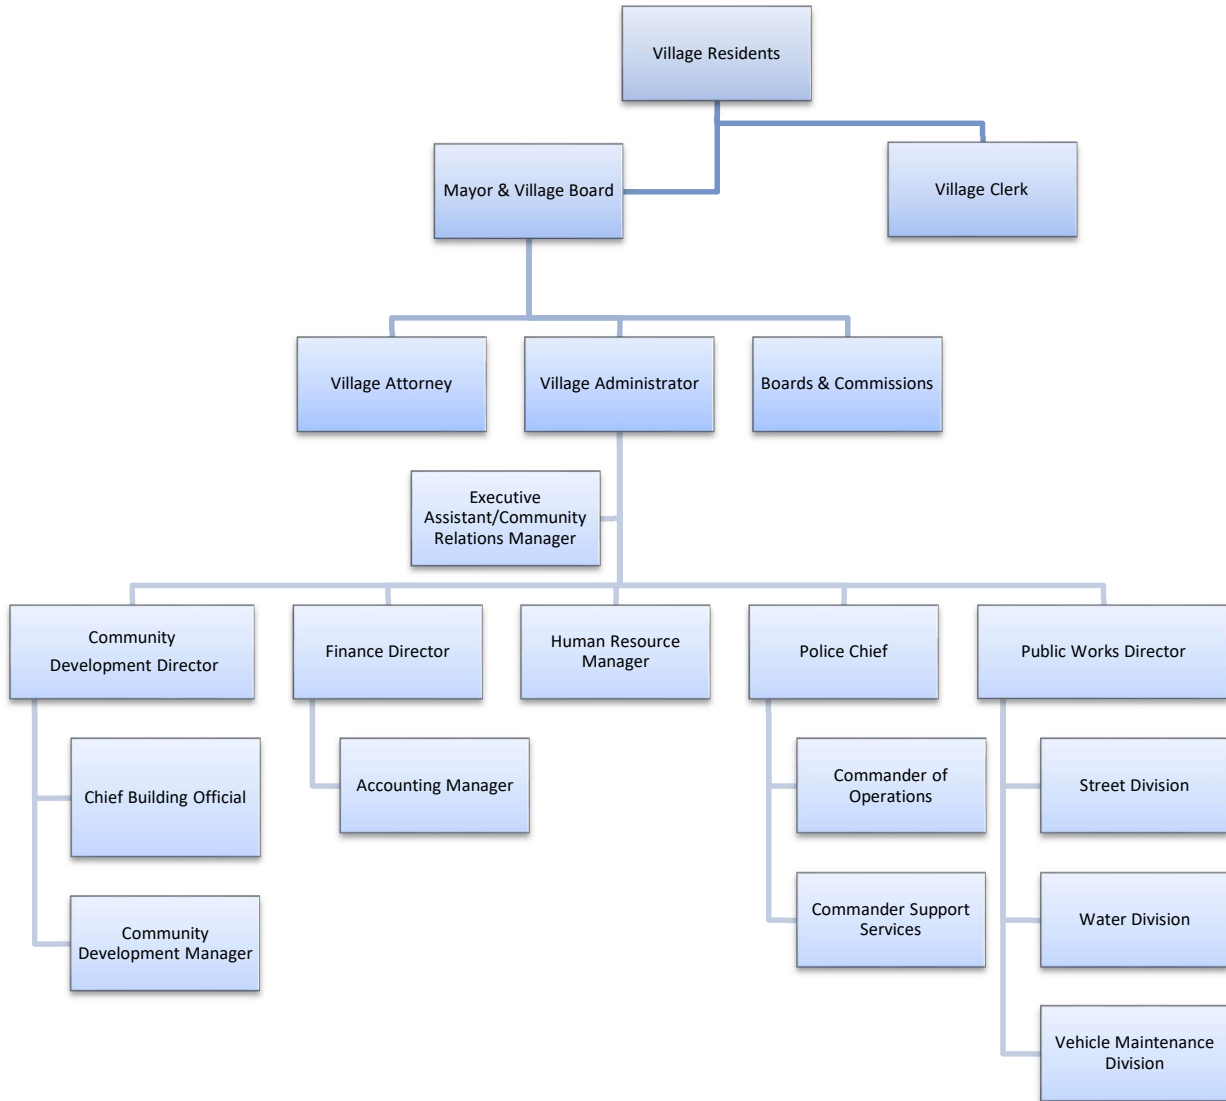 Village Residents
Mayor & Village Board
Village Clerk
Village Attorney
Village Administrator
Boards & Commissions
Executive
Assistant/Community
Relations Manager
Community
Development Director
Finance Director
Human Resource
Manager
Police Chief
Public Works Director
Chief Building Official
Accounting Manager
Commander of
Operations
Street Division
Community
Development Manager
Commander Support
Services
Water Division
Vehicle Maintenance
Division